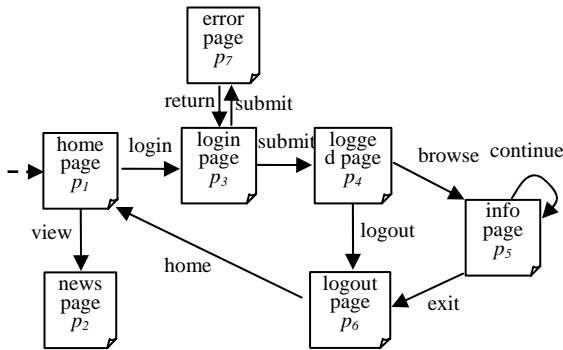 error
page
p7
return
submit
home
page
p1
login
login
page
p3
submit
logge
d page
p4
browse
continue
info
page
p5
view
logout
home
news
page
p2
logout
page
p6
exit